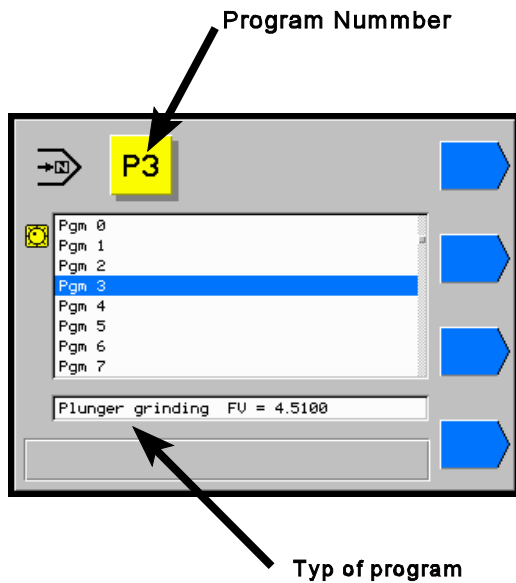 Program Nummber
N
P3
Pgm 0
Pgm 1
Pgm 2
Pgm 3
Pgm 4
Pgm 5
Pgm 6
Pgm 7
Plunger grinding FV = 4.5100
Typ of program